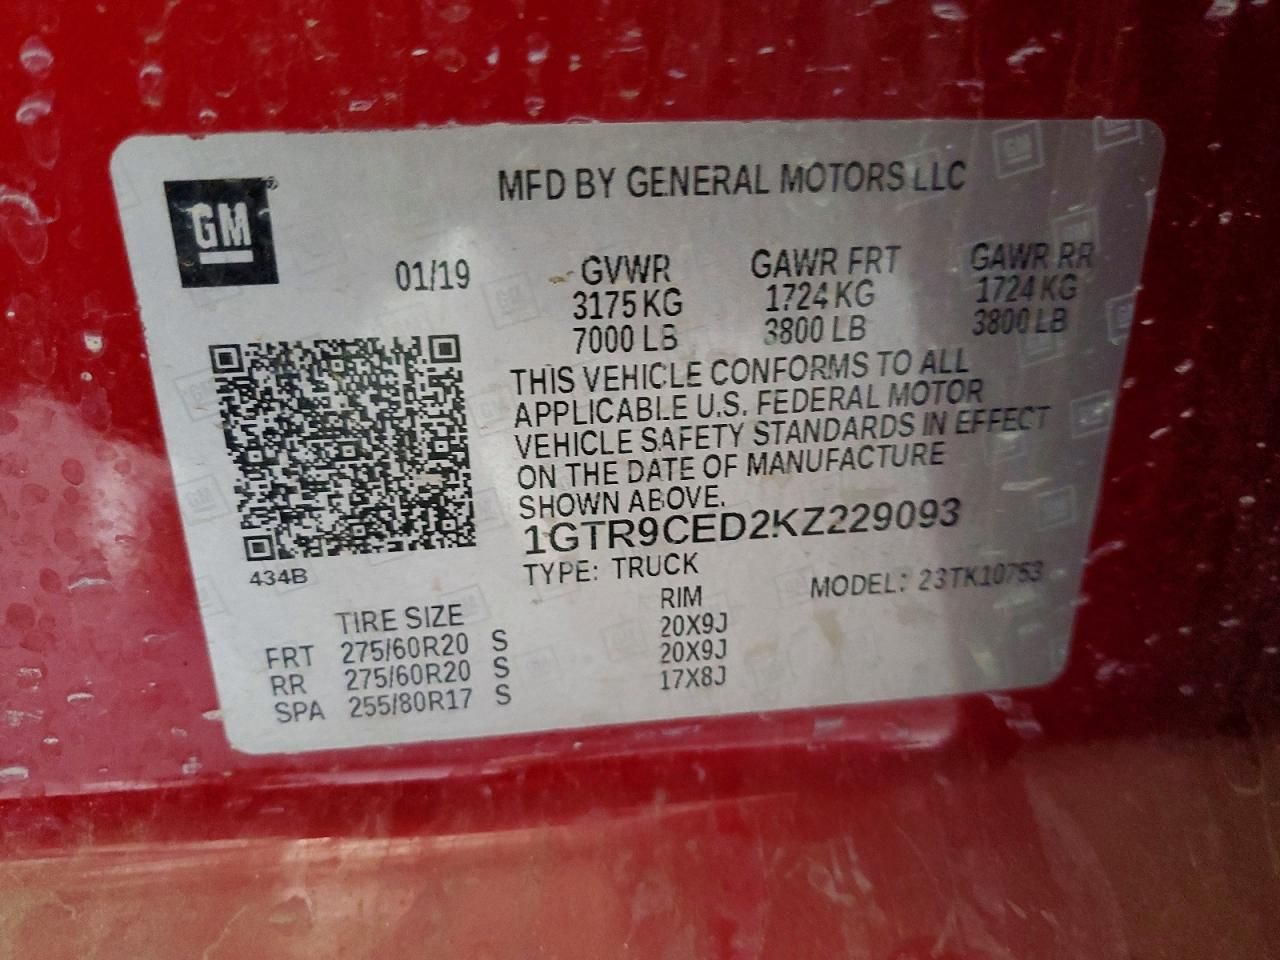 GM
MFD BY GENERAL MOTORS LLC
01/19
GVWR GAWR FRT GAWR RR
3175 KG 1724 KG 1724 KG
7000 LB 3800 LB 3800 LB
THIS VEHICLE CONFORMS TO ALL
APPLICABLE U.S. FEDERAL MOTOR
VEHICLE SAFETY STANDARDS IN EFFECT
ON THE DATE OF MANUFACTURE
SHOWN ABOVE.
1GTR9CED2KZ229093
434B
TYPE: TRUCK MODEL: 23TK10753
TIRE SIZE RIM
FRT 275/60R20 S 20X9J
RR 275/60R20 S 20X9J
SPA 255/80R17 S 17X8J